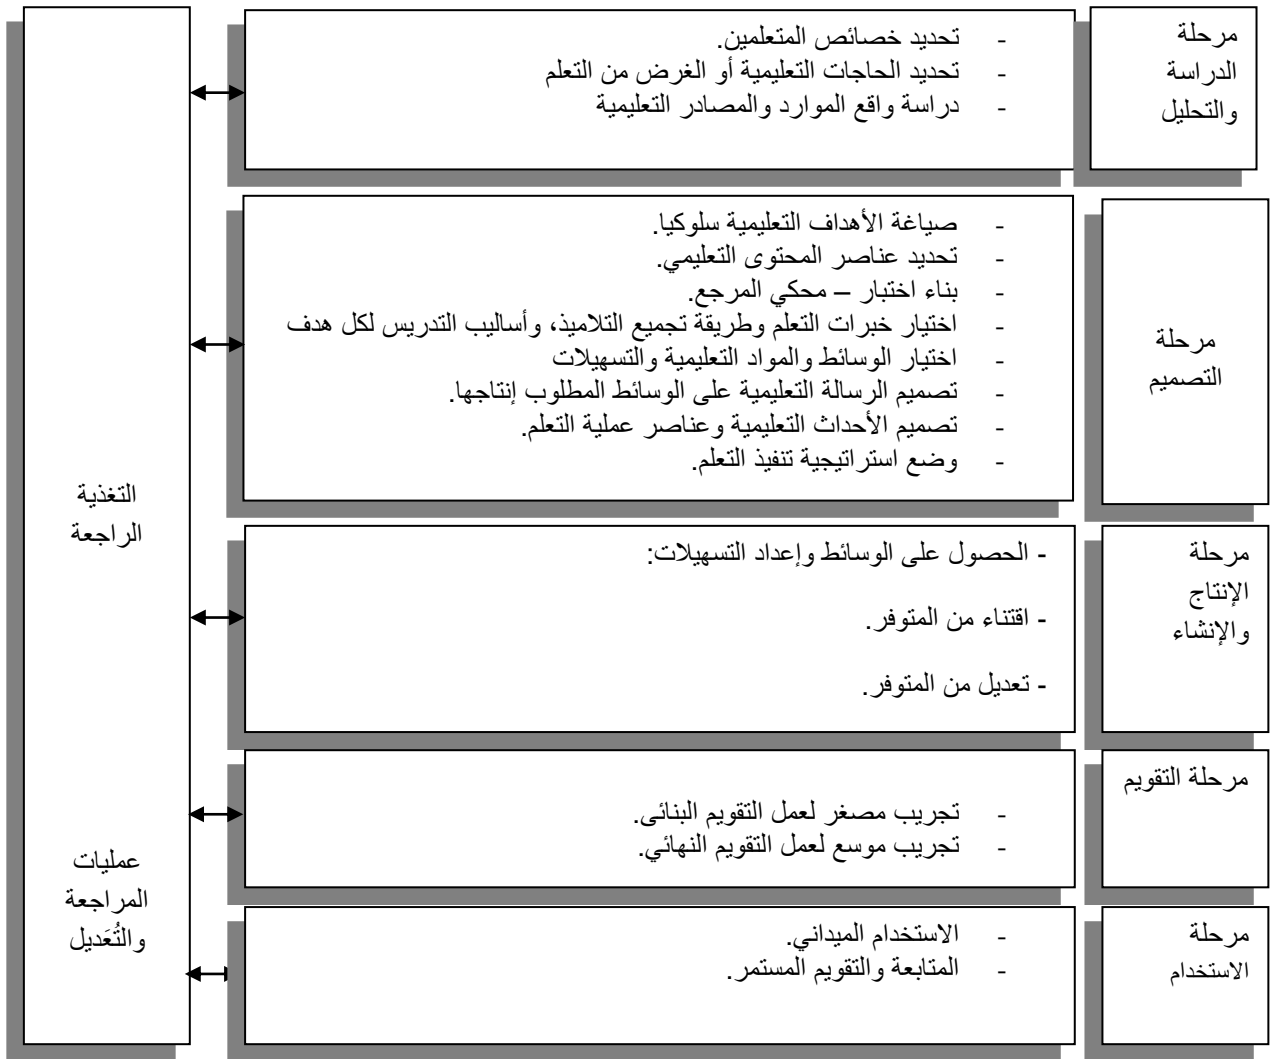 مرحلة
الدراسة
والتحليل
- تحديد خصائص المتعلمين.
- تحديد الحاجات التعليمية أو الغرض من التعلم
- دراسة واقع الموارد والمصادر التعليمية
مرحلة
التصميم
- صياغة الأهداف التعليمية سلوكيا.
- تحديد عناصر المحتوى التعليمي.
- بناء اختبار – محكي المرجع.
- اختيار خبرات التعلم وطريقة تجميع التلاميذ، وأساليب التدريس لكل هدف
- اختيار الوسائط والمواد التعليمية والتسهيلات
- تصميم الرسالة التعليمية على الوسائط المطلوب إنتاجها.
- تصميم الأحداث التعليمية وعناصر عملية التعلم.
- وضع استراتيجية تنفيذ التعلم.
مرحلة
الإنتاج
والإنشاء
- الحصول على الوسائط وإعداد التسهيلات:
- اقتناء من المتوفر.
- تعديل من المتوفر.
مرحلة التقويم
- تجريب مصغر لعمل التقويم البنائى.
- تجريب موسع لعمل التقويم النهائي.
مرحلة
الاستخدام
- الاستخدام الميداني.
- المتابعة والتقويم المستمر.
التغذية
الراجعة
عمليات
المراجعة
والتُعَديل